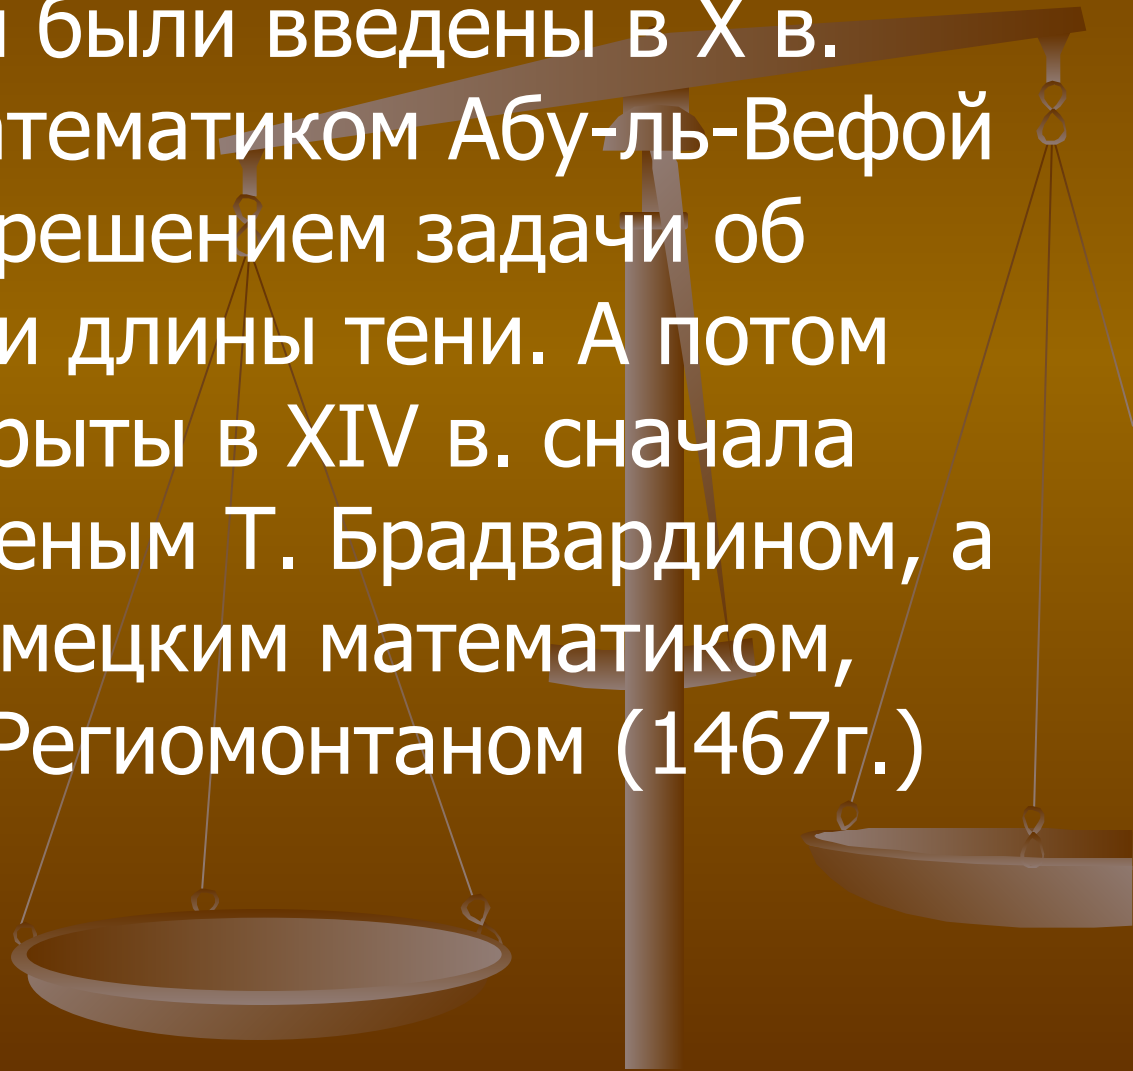 и были введены в X в.
атематиком Абу-ль-Вефой
решением задачи об
и длины тени. А потом
рыты в XIV в. сначала
еным Т. Брадвардином, а
мецким математиком,
Региомонтаном (1467г.)